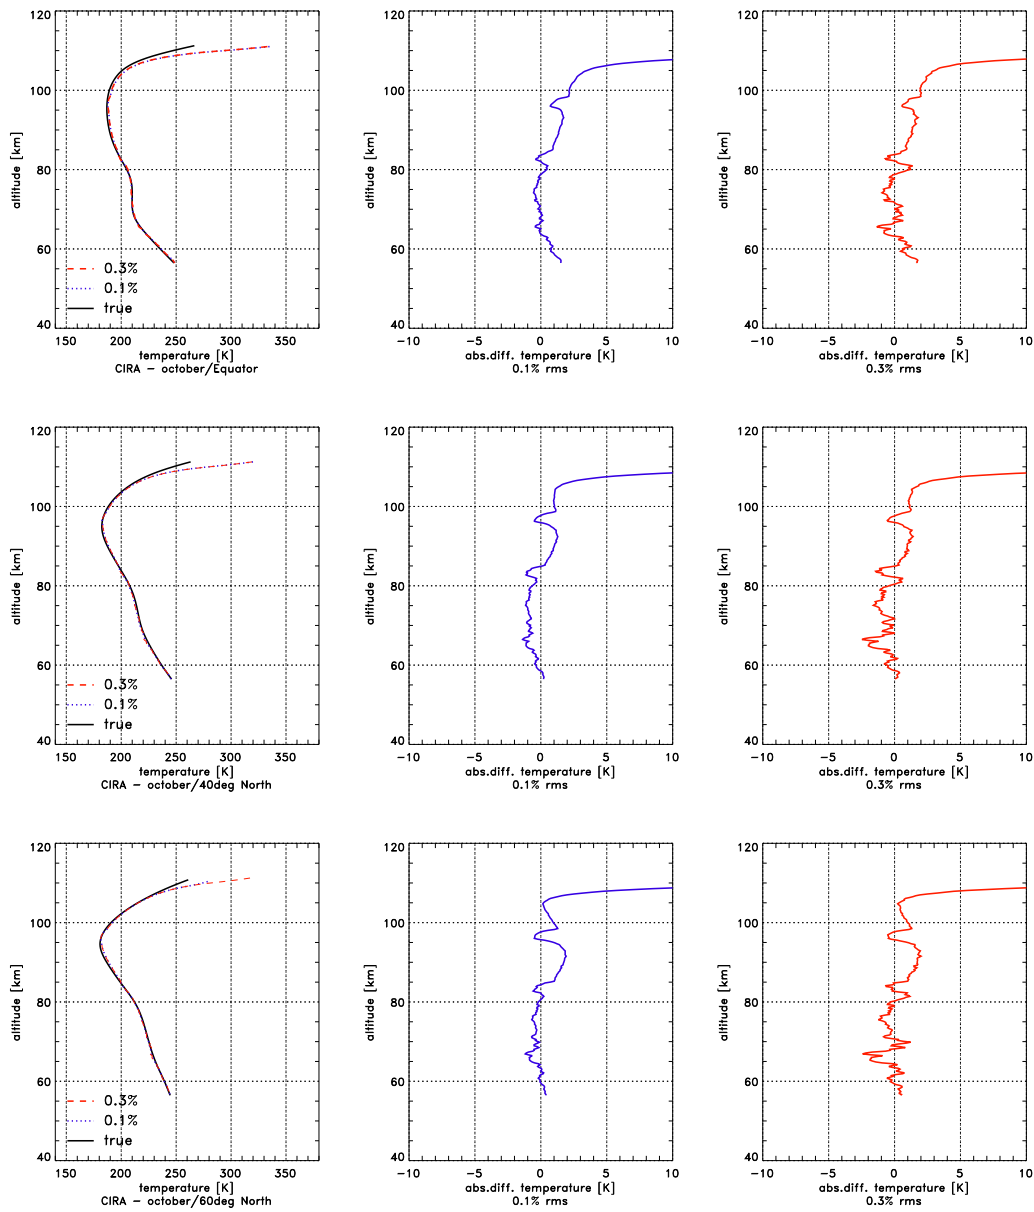 120
100
80
60
40
altitude [km]
0.3%
0.1%
true
150 200 250 300 350
temperature [K]
CIRA – october/Equator
120
100
80
60
40
altitude [km]
−10 −5 0 5 10
abs.diff. temperature [K]
0.1% rms
120
100
80
60
40
altitude [km]
−10 −5 0 5 10
abs.diff. temperature [K]
0.3% rms
120
100
80
60
40
altitude [km]
0.3%
0.1%
true
150 200 250 300 350
temperature [K]
CIRA – october/40deg North
120
100
80
60
40
altitude [km]
−10 −5 0 5 10
abs.diff. temperature [K]
0.1% rms
120
100
80
60
40
altitude [km]
−10 −5 0 5 10
abs.diff. temperature [K]
0.3% rms
120
100
80
60
40
altitude [km]
0.3%
0.1%
true
150 200 250 300 350
temperature [K]
CIRA – october/60deg North
120
100
80
60
40
altitude [km]
−10 −5 0 5 10
abs.diff. temperature [K]
0.1% rms
120
100
80
60
40
altitude [km]
−10 −5 0 5 10
abs.diff. temperature [K]
0.3% rms